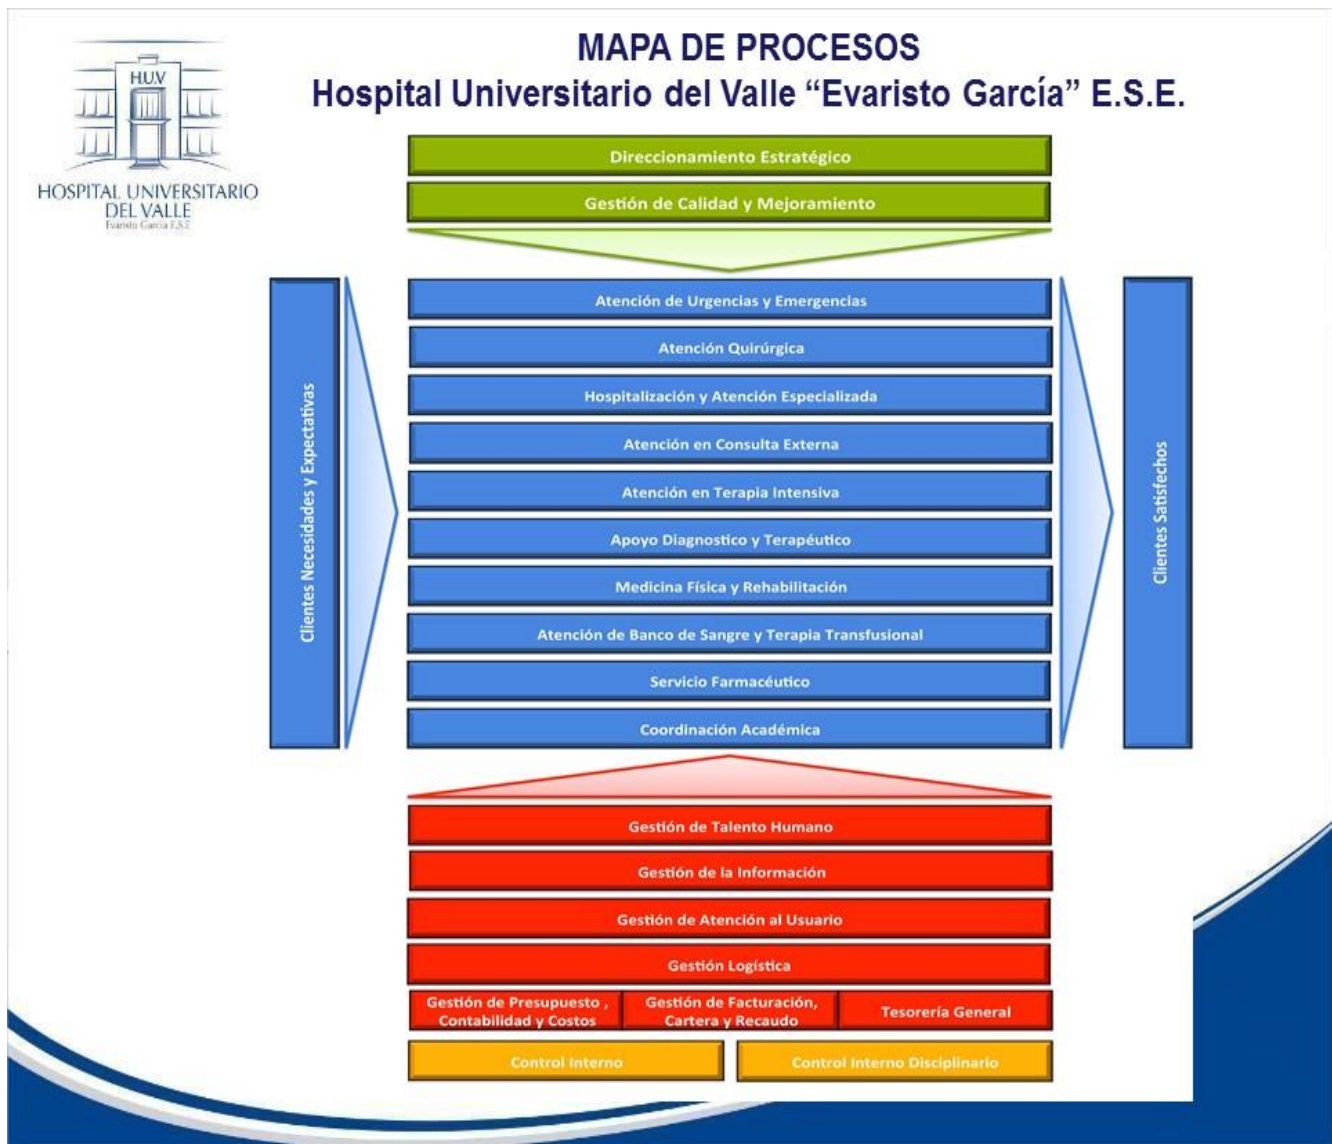 MAPA DE PROCESOS
Hospital Universitario del Valle “Evaristo García” E.S.E.
H.U.V
HOSPITAL UNIVERSITARIO
DEL VALLE
Evaristo García E.S.E
Direccionamiento Estratégico
Gestión de Calidad y Mejoramiento
Clientes Necesidades y Expectativas
Atención de Urgencias y Emergencias
Atención Quirúrgica
Hospitalización y Atención Especializada
Atención en Consulta Externa
Atención en Terapia Intensiva
Apoyo Diagnostico y Terapéutico
Medicina Física y Rehabilitación
Atención de Banco de Sangre y Terapia Transfusional
Servicio Farmacéutico
Coordinación Académica
Clientes Satisfechos
Gestión de Talento Humano
Gestión de la Información
Gestión de Atención al Usuario
Gestión Logística
Gestión de Presupuesto ,
Contabilidad y Costos
Gestión de Facturación,
Cartera y Recaudo
Tesorería General
Control Interno
Control Interno Disciplinario